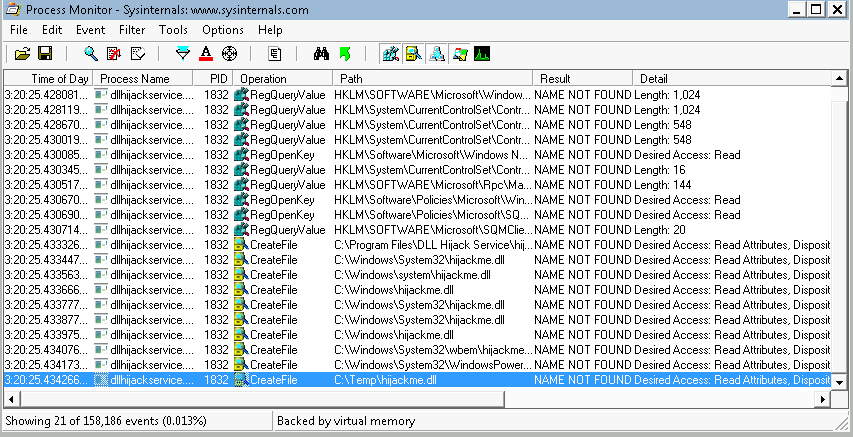 Process Monitor - Sysinternals: www.sysinternals.com
File Edit Event Filter Tools Options Help
Time of Day Process Name PID Operation Path Result Detail
3:20:25.428081... dllhijackservice.... 1832 RegQueryValue HKLM\SOFTWARE\Microsoft\Window... NAME NOT FOUND Length: 1,024
3:20:25.428119... dllhijackservice.... 1832 RegQueryValue HKLM\System\CurrentControlSet\Contr... NAME NOT FOUND Length: 1,024
3:20:25.428670... dllhijackservice.... 1832 RegQueryValue HKLM\System\CurrentControlSet\Contr... NAME NOT FOUND Length: 548
3:20:25.430019... dllhijackservice.... 1832 RegQueryValue HKLM\System\CurrentControlSet\Contr... NAME NOT FOUND Length: 548
3:20:25.430085... dllhijackservice.... 1832 RegOpenKey HKLM\Software\Microsoft\Windows N... NAME NOT FOUND Desired Access: Read
3:20:25.430345... dllhijackservice.... 1832 RegQueryValue HKLM\System\CurrentControlSet\Contr... NAME NOT FOUND Length: 16
3:20:25.430517... dllhijackservice.... 1832 RegQueryValue HKLM\SOFTWARE\Microsoft\Rpc\Ma... NAME NOT FOUND Length: 144
3:20:25.430670... dllhijackservice.... 1832 RegOpenKey HKLM\Software\Policies\Microsoft\Win... NAME NOT FOUND Desired Access: Read
3:20:25.430690... dllhijackservice.... 1832 RegOpenKey HKLM\Software\Policies\Microsoft\SQ... NAME NOT FOUND Desired Access: Read
3:20:25.430714... dllhijackservice.... 1832 RegQueryValue HKLM\SOFTWARE\Microsoft\SQMClie... NAME NOT FOUND Length: 20
3:20:25.433326... dllhijackservice.... 1832 CreateFile C:\Program Files\DLL Hijack Service\hij... NAME NOT FOUND Desired Access: Read Attributes, Disposit
3:20:25.433447... dllhijackservice.... 1832 CreateFile C:\Windows\System32\hijackme.dll NAME NOT FOUND Desired Access: Read Attributes, Disposit
3:20:25.433563... dllhijackservice.... 1832 CreateFile C:\Windows\system\hijackme.dll NAME NOT FOUND Desired Access: Read Attributes, Disposit
3:20:25.433666... dllhijackservice.... 1832 CreateFile C:\Windows\hijackme.dll NAME NOT FOUND Desired Access: Read Attributes, Disposit
3:20:25.433777... dllhijackservice.... 1832 CreateFile C:\Windows\System32\hijackme.dll NAME NOT FOUND Desired Access: Read Attributes, Disposit
3:20:25.433877... dllhijackservice.... 1832 CreateFile C:\Windows\System32\hijackme.dll NAME NOT FOUND Desired Access: Read Attributes, Disposit
3:20:25.433975... dllhijackservice.... 1832 CreateFile C:\Windows\hijackme.dll NAME NOT FOUND Desired Access: Read Attributes, Disposit
3:20:25.434076... dllhijackservice.... 1832 CreateFile C:\Windows\System32\wbem\hijackme... NAME NOT FOUND Desired Access: Read Attributes, Disposit
3:20:25.434173... dllhijackservice.... 1832 CreateFile C:\Windows\System32\WindowsPower... NAME NOT FOUND Desired Access: Read Attributes, Disposit
3:20:25.434266... dllhijackservice.... 1832 CreateFile C:\Temp\hijackme.dll NAME NOT FOUND Desired Access: Read Attributes, Disposit
Showing 21 of 158,186 events (0.013%) Backed by virtual memory